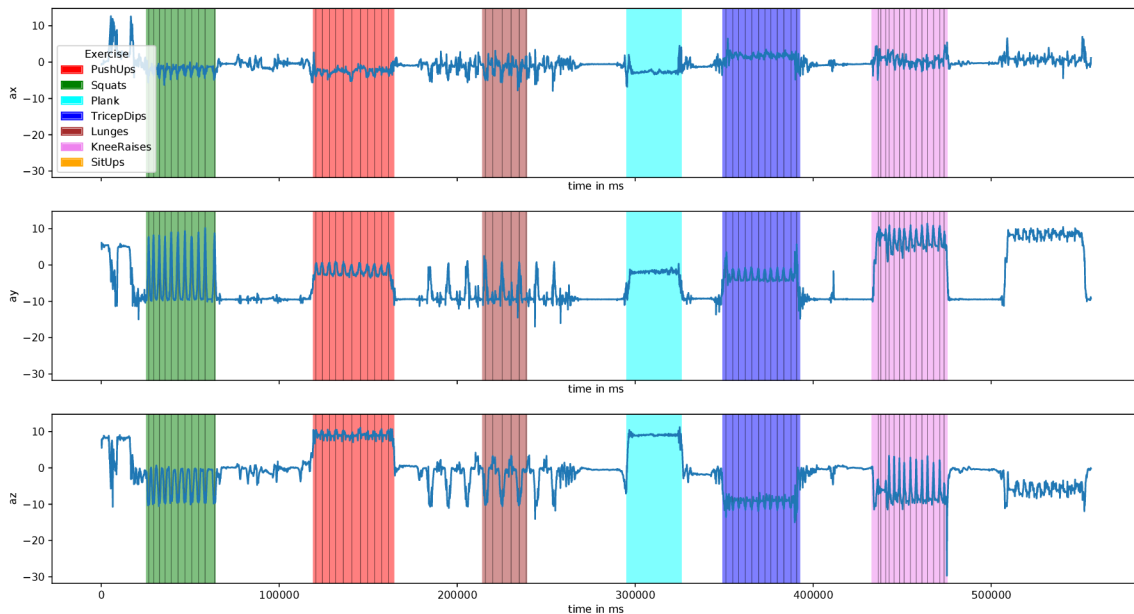 10
0
−10
−20
−30
ax
Exercise
PushUps
Squats
Plank
TricepDips
Lunges
KneeRaises
SitUps
time in ms
10
0
−10
−20
−30
ay
time in ms
10
0
−10
−20
−30
az
0 100000 200000 300000 400000 500000
time in ms